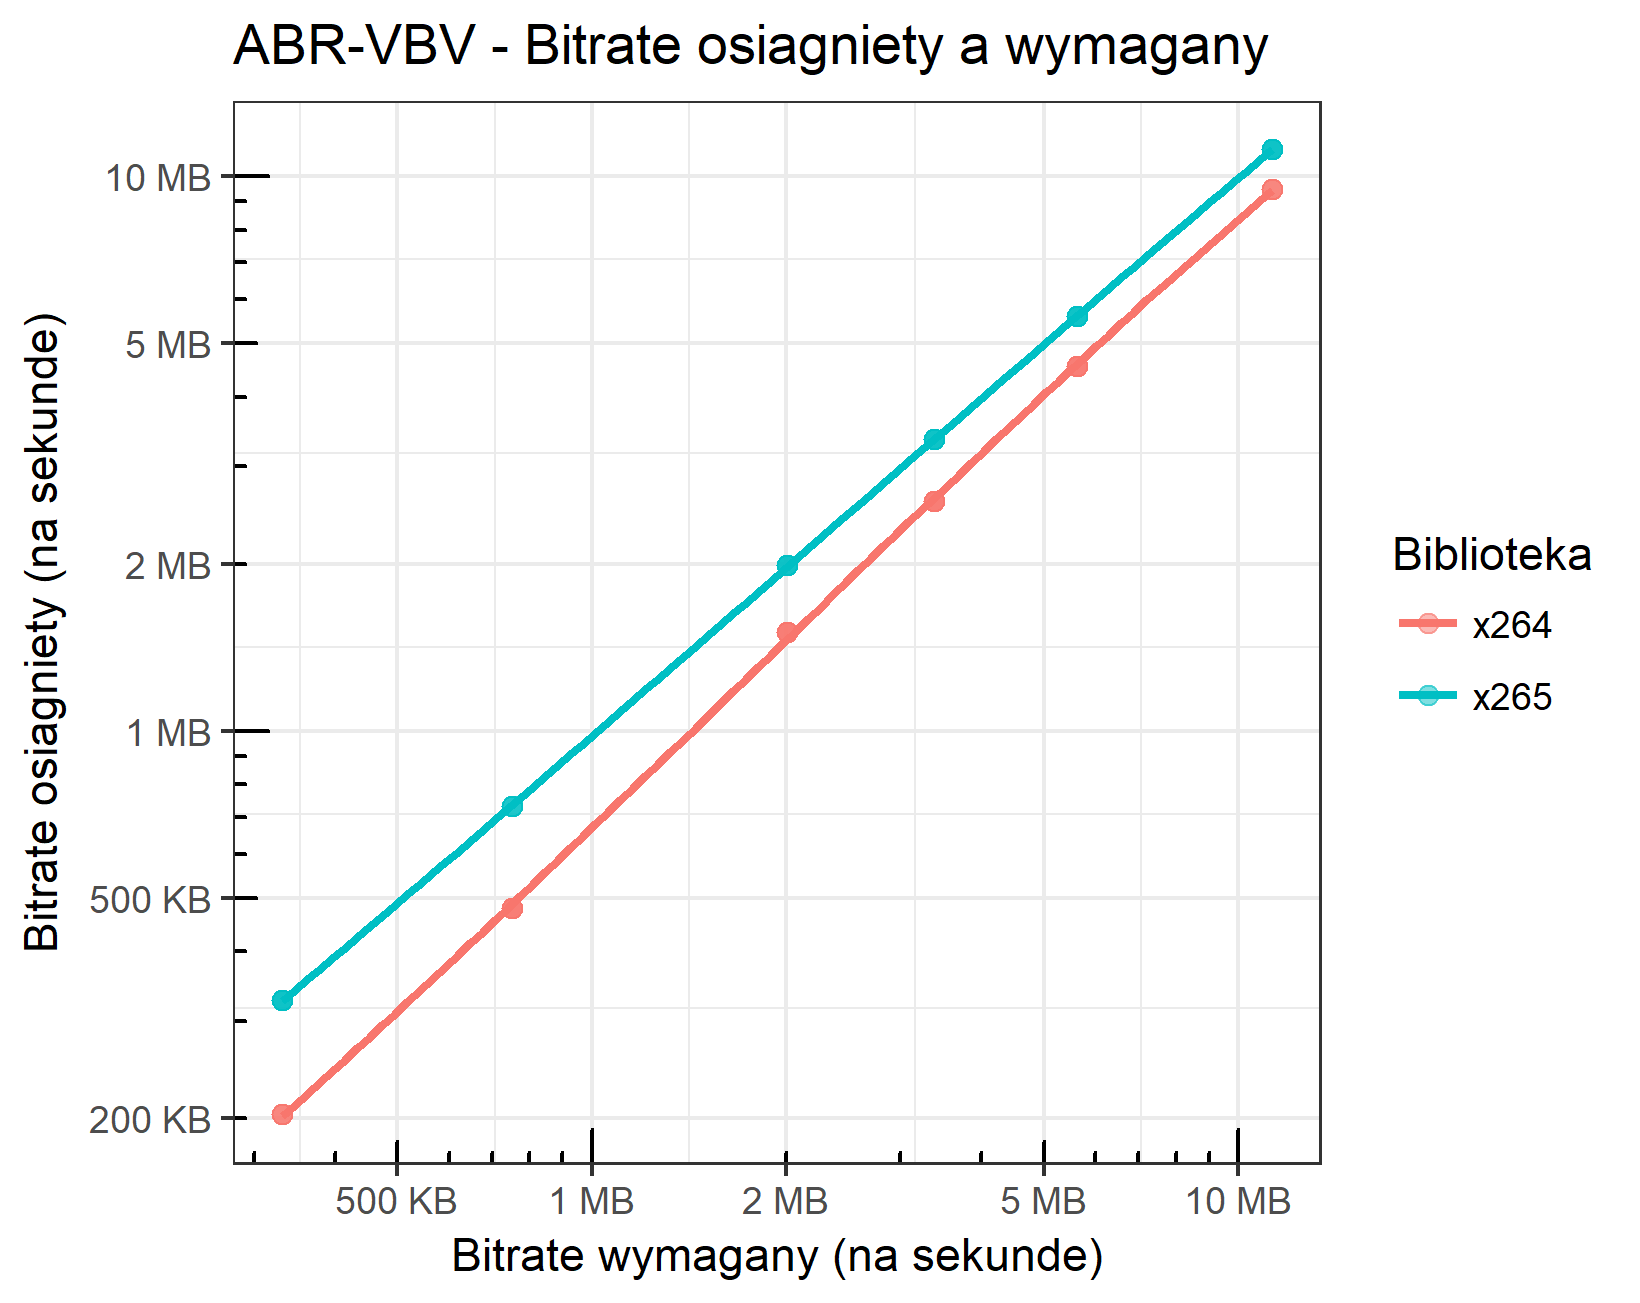 ABR-VBV - Bitrate osiagniety a wymagany
Bitrate osiagniety (na sekunde)
10 MB
5 MB
2 MB
1 MB
500 KB
200 KB
500 KB
1 MB
2 MB
5 MB
10 MB
Bitrate wymagany (na sekunde)
Biblioteka
x264
x265